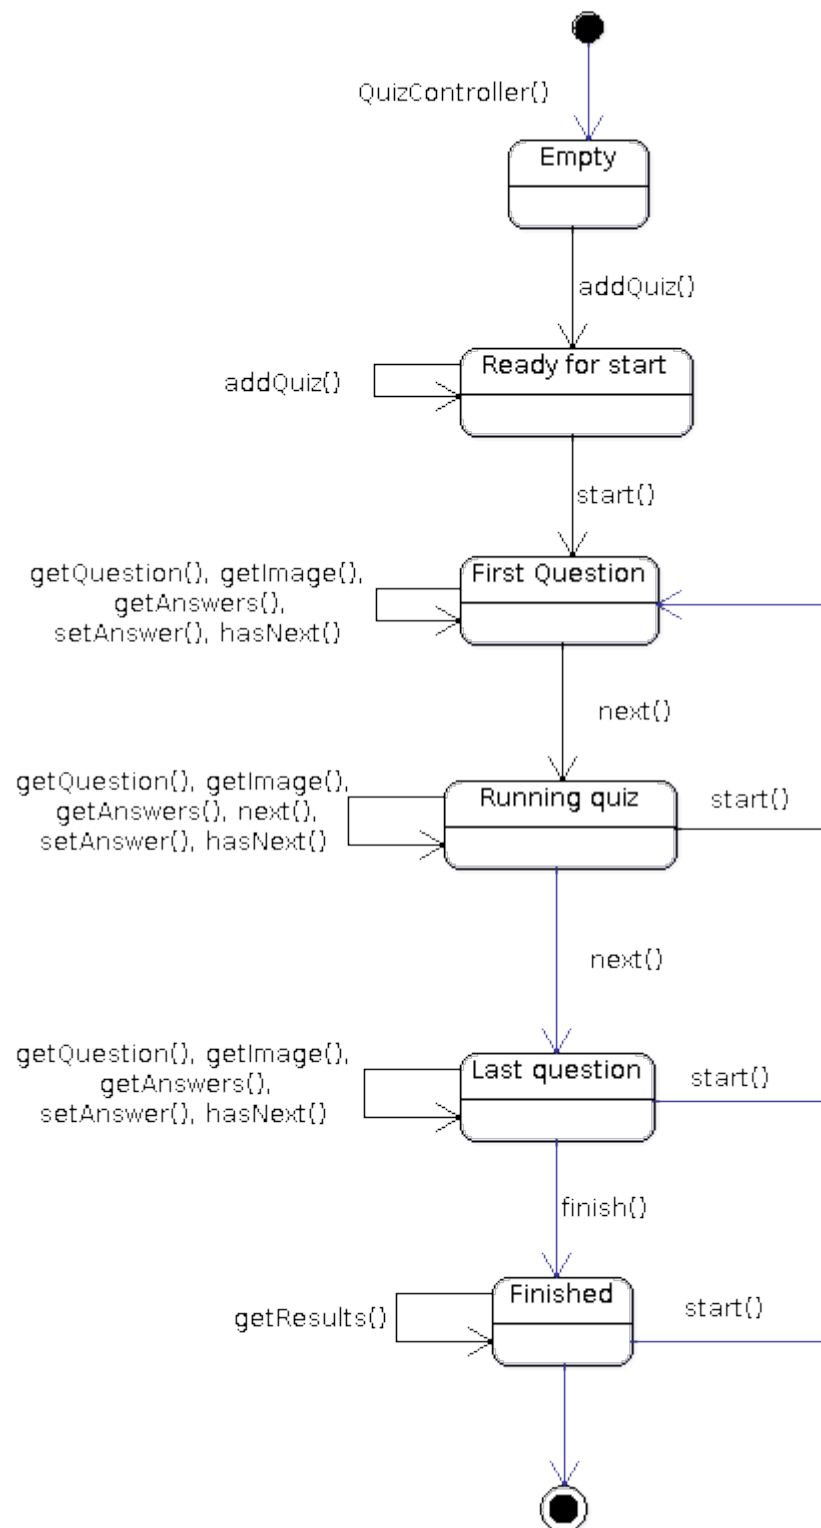 QuizController()
Empty
addQuiz()
Ready for start
addQuiz()
start()
First Question
getQuestion(), getImage(),
getAnswers(),
setAnswer(), hasNext()
next()
Running quiz
getQuestion(), getImage(),
getAnswers(), next(),
setAnswer(), hasNext()
start()
next()
Last question
getQuestion(), getImage(),
getAnswers(),
setAnswer(), hasNext()
start()
finish()
Finished
getResults()
start()